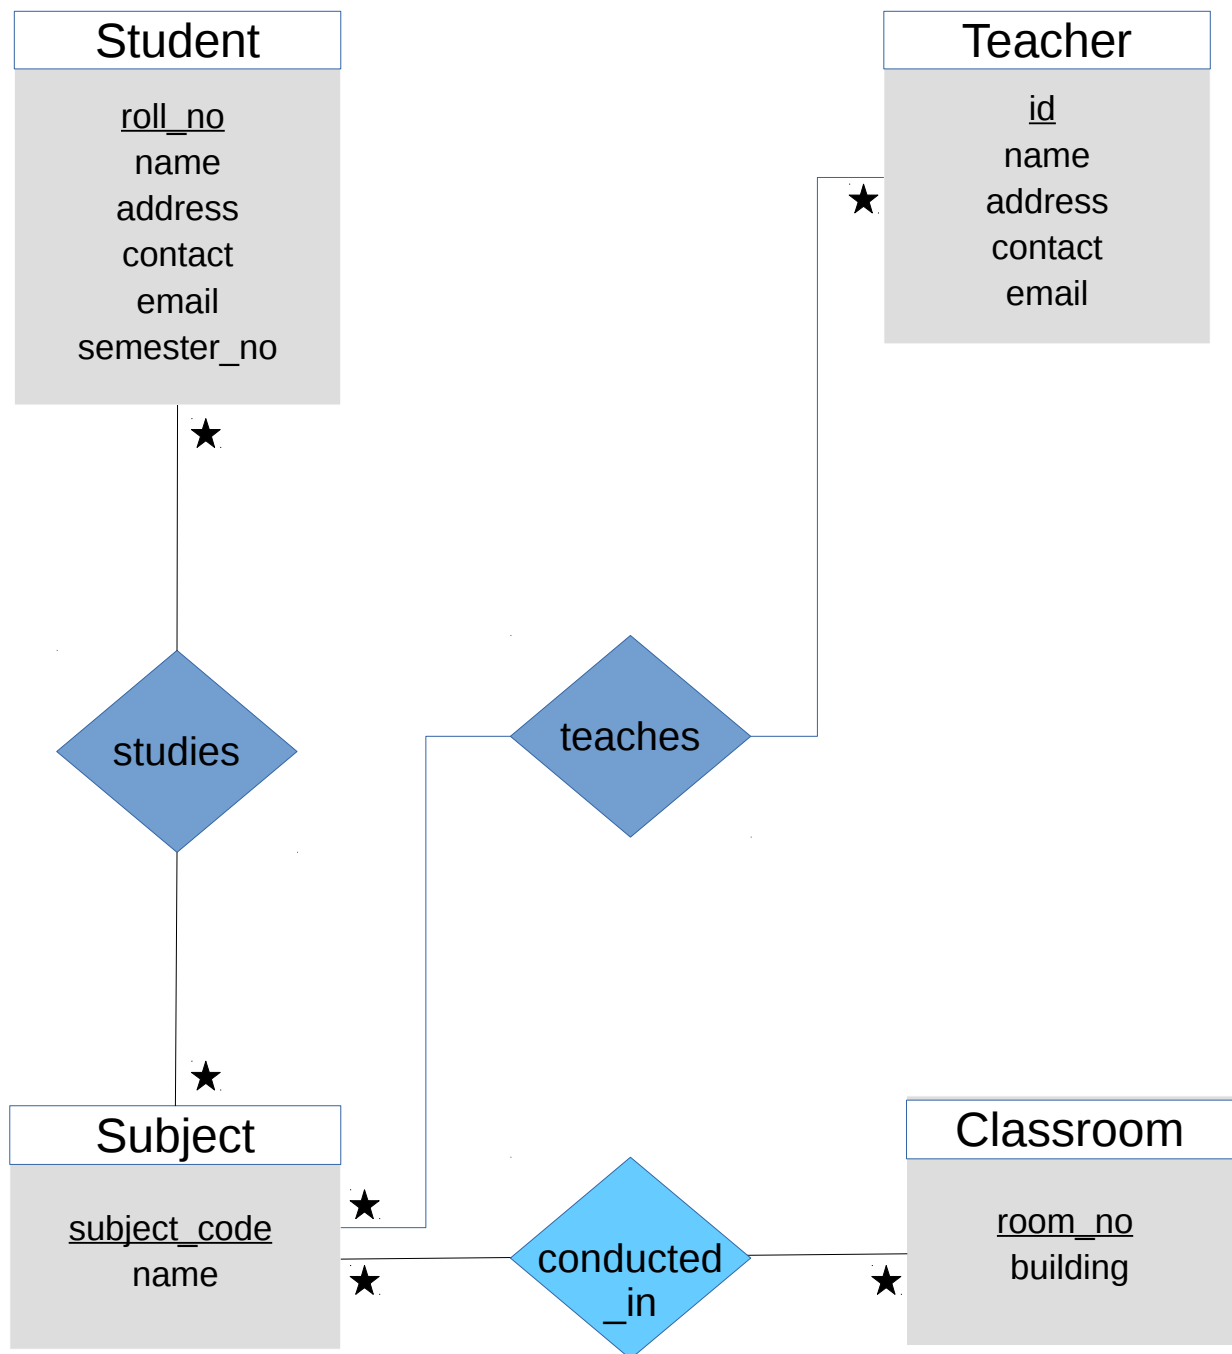 Student
roll_no
name
address
contact
email
semester_no
Teacher
id
name
address
contact
email
studies
teaches
Subject
subject_code
name
conducted
_in
Classroom
room_no
building